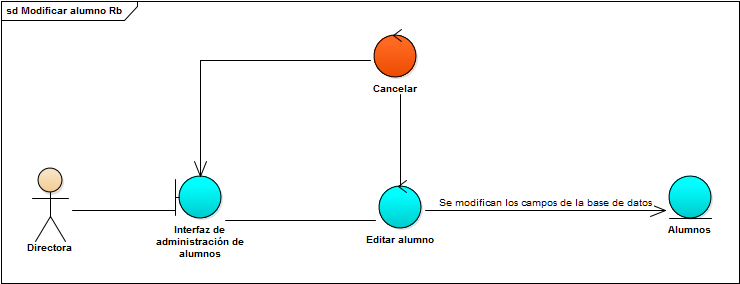 sd Modificar alumno Rb
Cancelar
Se modifican los campos de la base de datos
Directora
Interfaz de
administración de
alumnos
Editar alumno
Alumnos